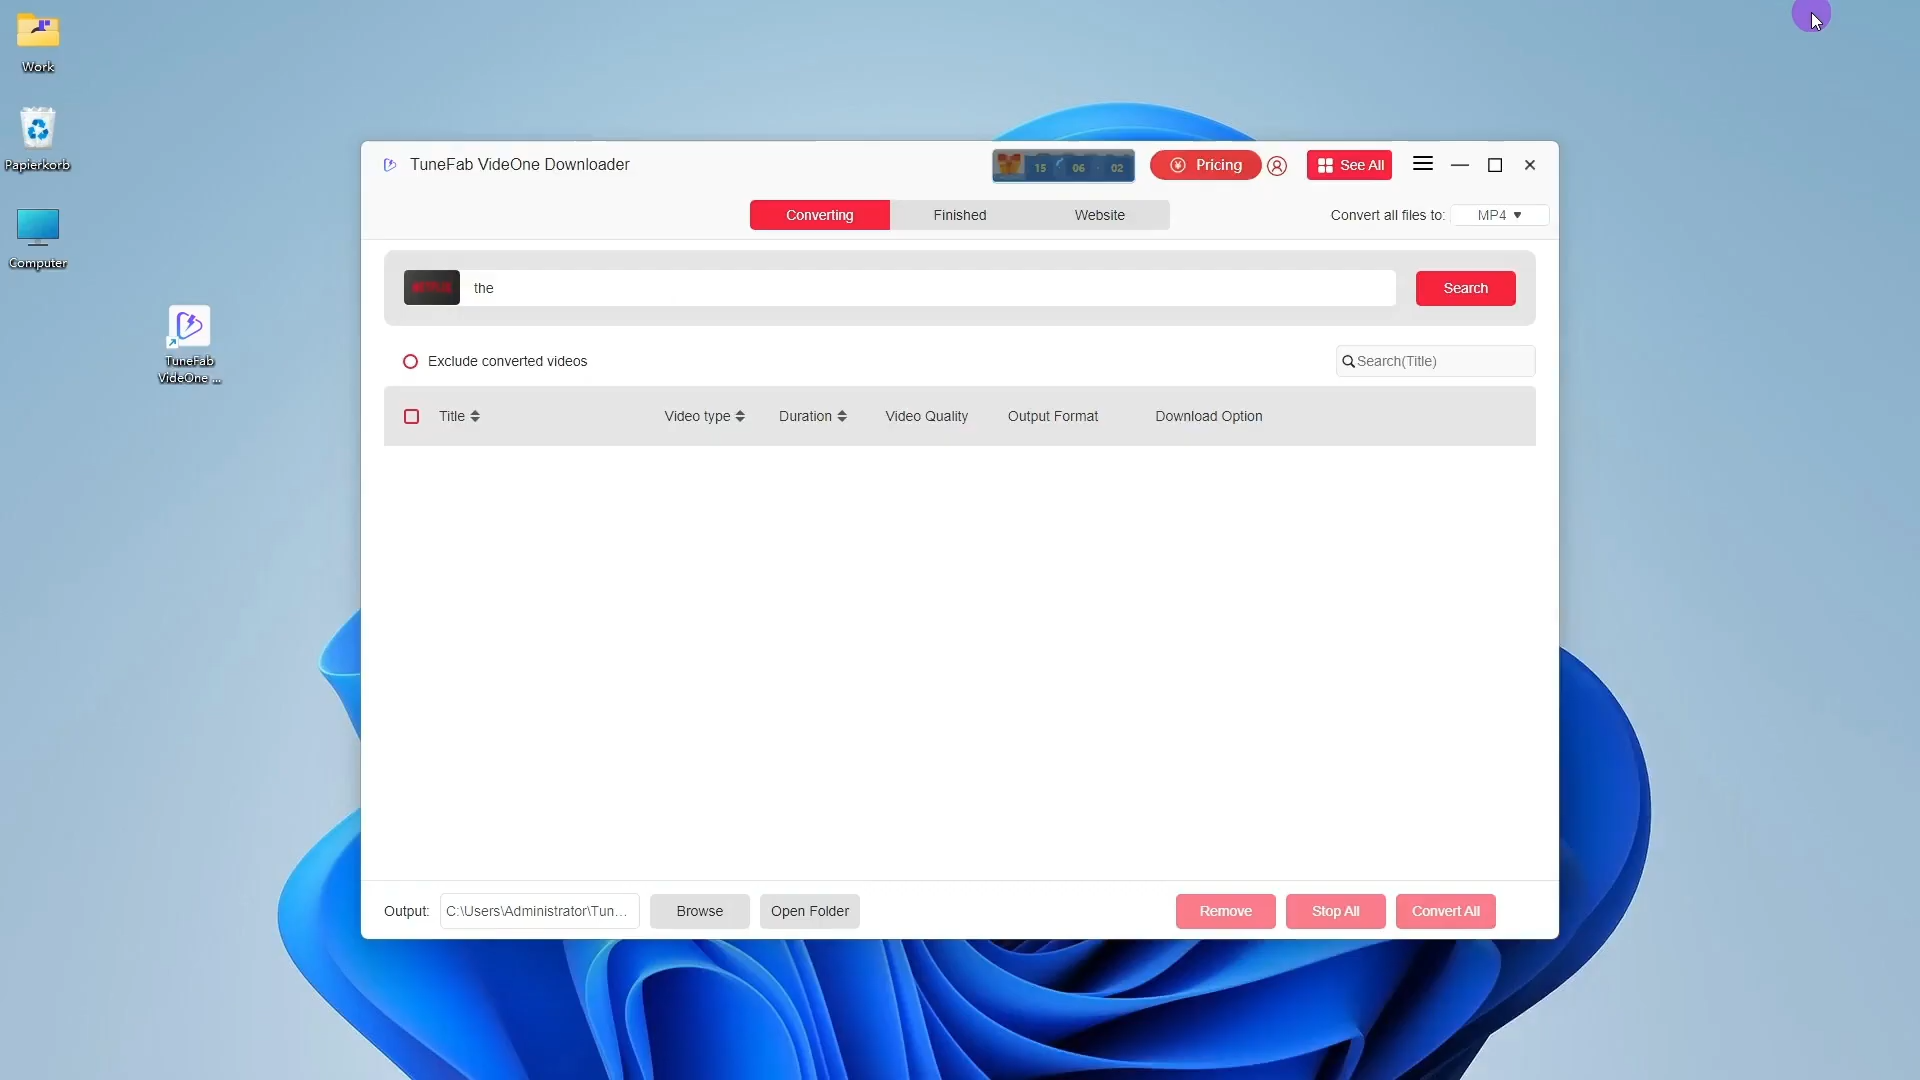 Work
Papierkorb
Computer
TuneFab
VideOne ...
TuneFab VideOne Downloader
15 06 02
Pricing
See All
Converting
Finished
Website
Convert all files to:
MP4
NETFLIX
the
Search
Exclude converted videos
Search(Title)
Title
Video type
Duration
Video Quality
Output Format
Download Option
Output:
C:\Users\Administrator\Tun...
Browse
Open Folder
Remove
Stop All
Convert All